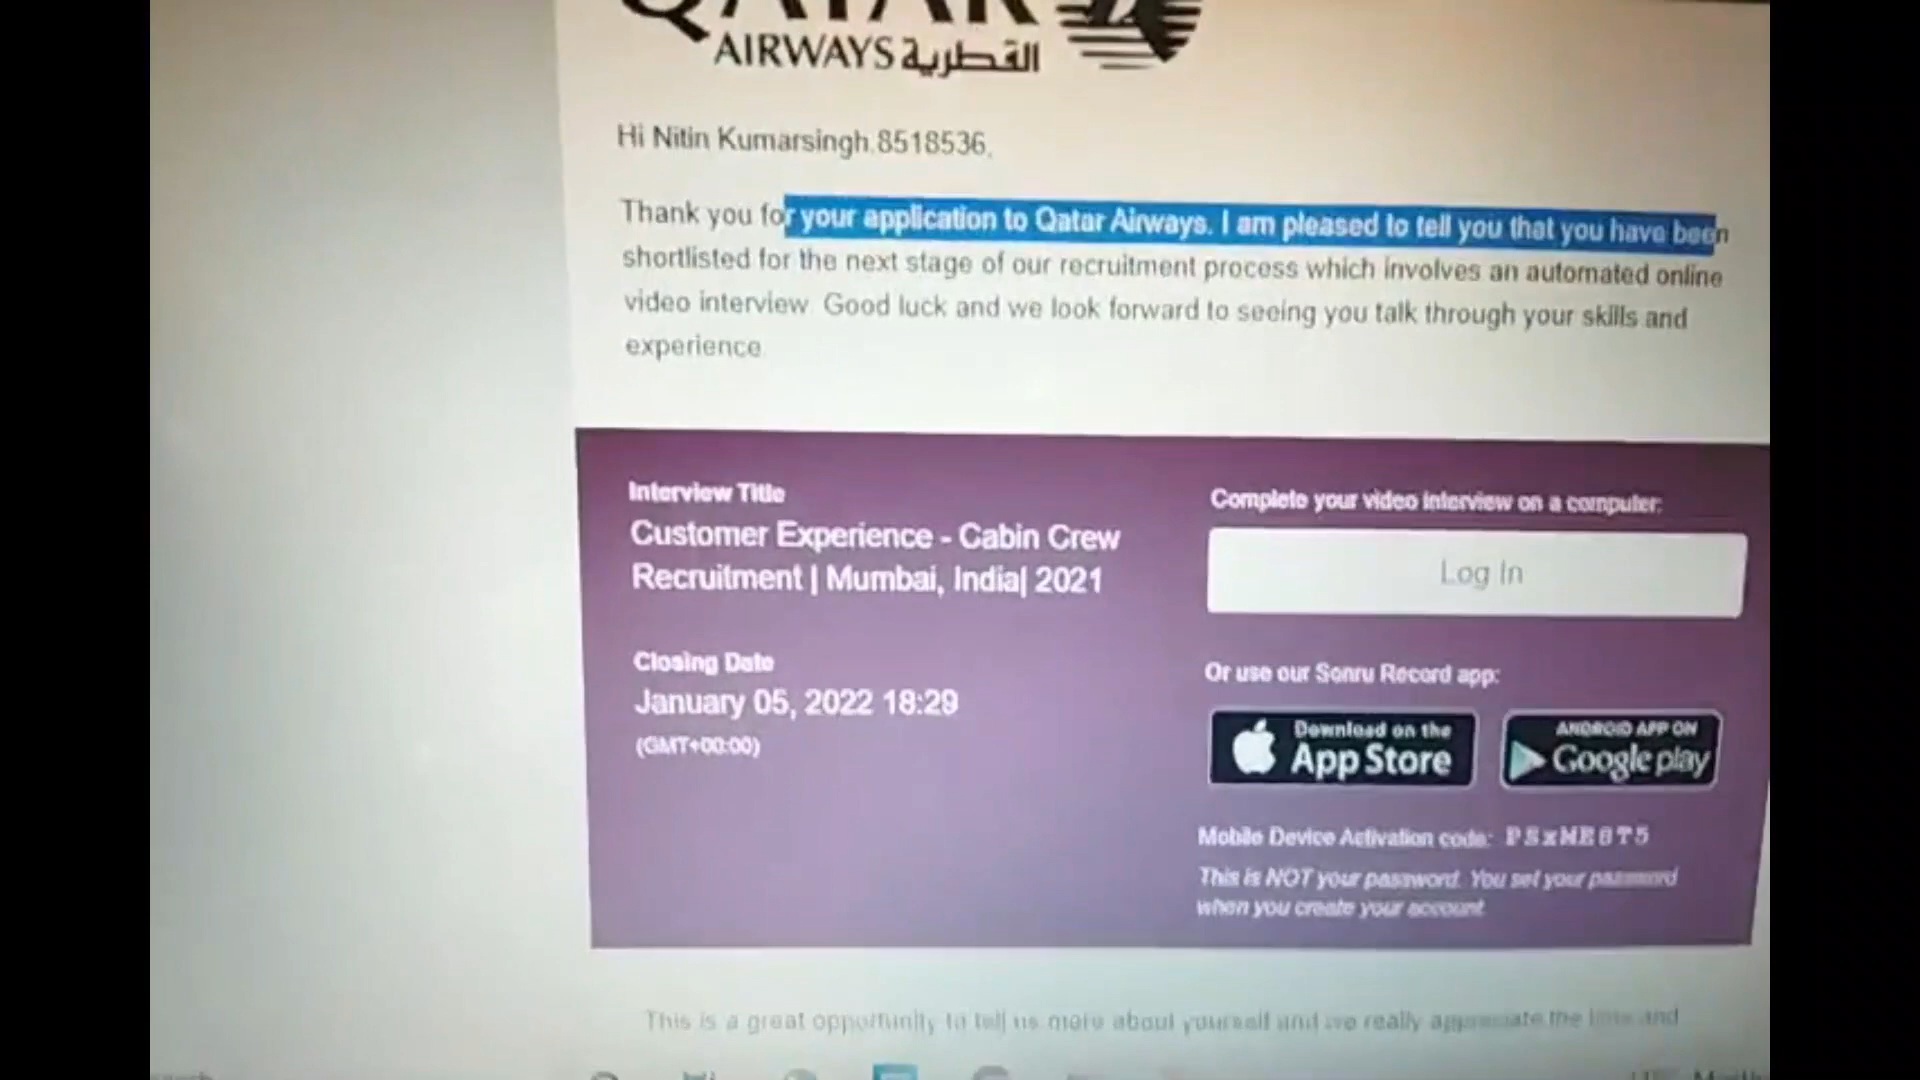 QATAR
AIRWAYS القطرية
Hi Nitin Kumarsingh.8518536,
Thank you for your application to Qatar Airways. I am pleased to tell you that you have been
shortlisted for the next stage of our recruitment process which involves an automated online
video interview. Good luck and we look forward to seeing you talk through your skills and
experience.
Interview Title
Customer Experience - Cabin Crew
Recruitment | Mumbai, India| 2021
Closing Date
January 05, 2022 18:29
(GMT+00:00)
Complete your video interview on a computer:
Log In
Or use our Sonru Record app:
Download on the
App Store
ANDROID APP ON
Google play
Mobile Device Activation code:
This is NOT your password. You set your password
when you create your account.
This is a great opportunity to tell us more about yourself and we really appreciate the time and